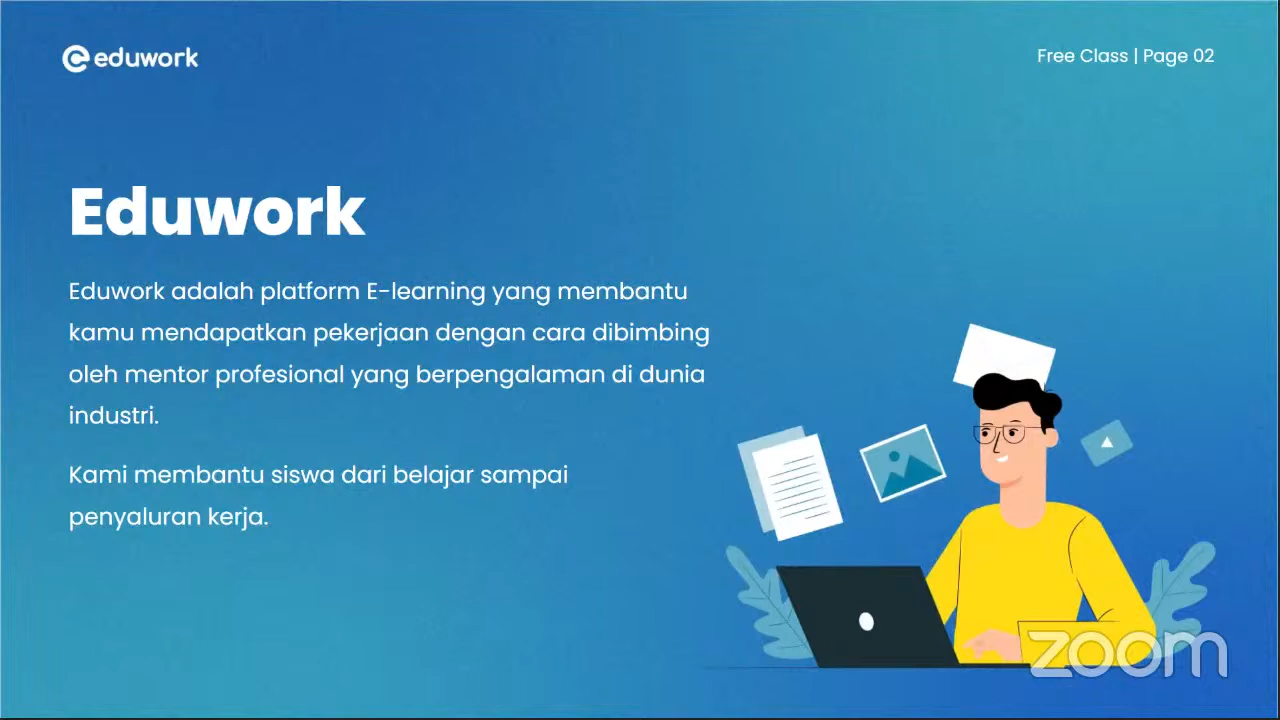 eduwork
Free Class | Page 02
Eduwork
Eduwork adalah platform E-learning yang membantu
kamu mendapatkan pekerjaan dengan cara dibimbing
oleh mentor profesional yang berpengalaman di dunia
industri.
Kami membantu siswa dari belajar sampai
penyaluran kerja.
zoom